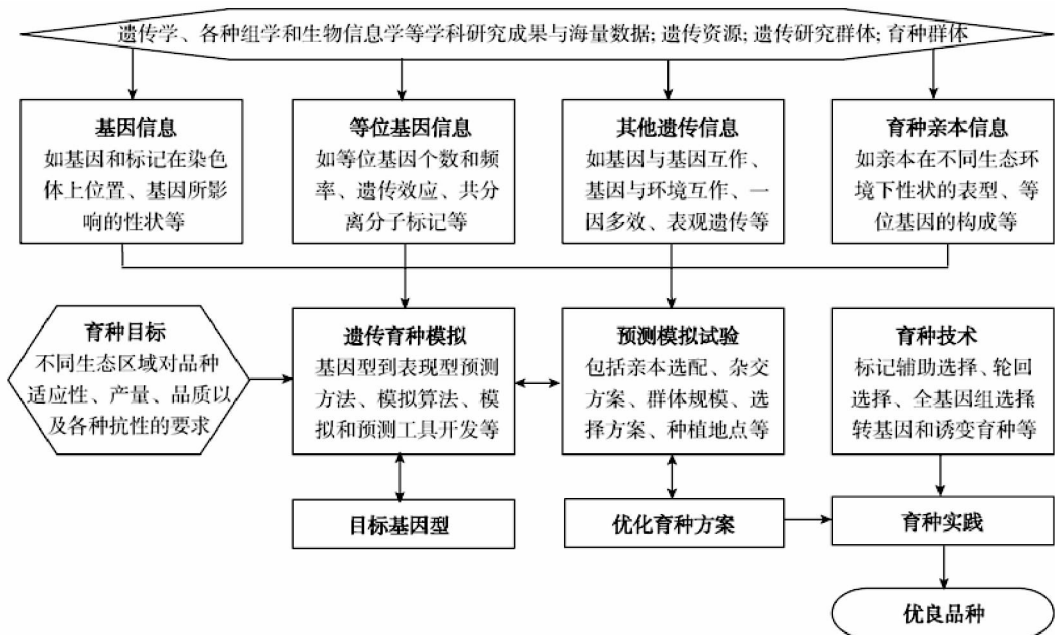 遗传学、各种组学和生物信息学等学科研究成果与海量数据; 遗传资源; 遗传研究群体; 育种群体
基因信息
如基因和标记在染色
体上位置、基因所影
响的性状等
等位基因信息
如等位基因个数和频
率、遗传效应、共分
离分子标记等
其他遗传信息
如基因与基因互作、
基因与环境互作、一
因多效、表观遗传等
育种亲本信息
如亲本在不同生态环
境下性状的表型、等
位基因的构成等
育种目标
不同生态区域对品种
适应性、产量、品质以
及各种抗性的要求
遗传育种模拟
基因型到表现型预测
方法、模拟算法、模
拟和预测工具开发等
预测模拟试验
包括亲本选配、杂交
方案、群体规模、选
择方案、种植地点等
育种技术
标记辅助选择、轮回
选择、全基因组选择
转基因和诱变育种等
目标基因型
优化育种方案
育种实践
优良品种